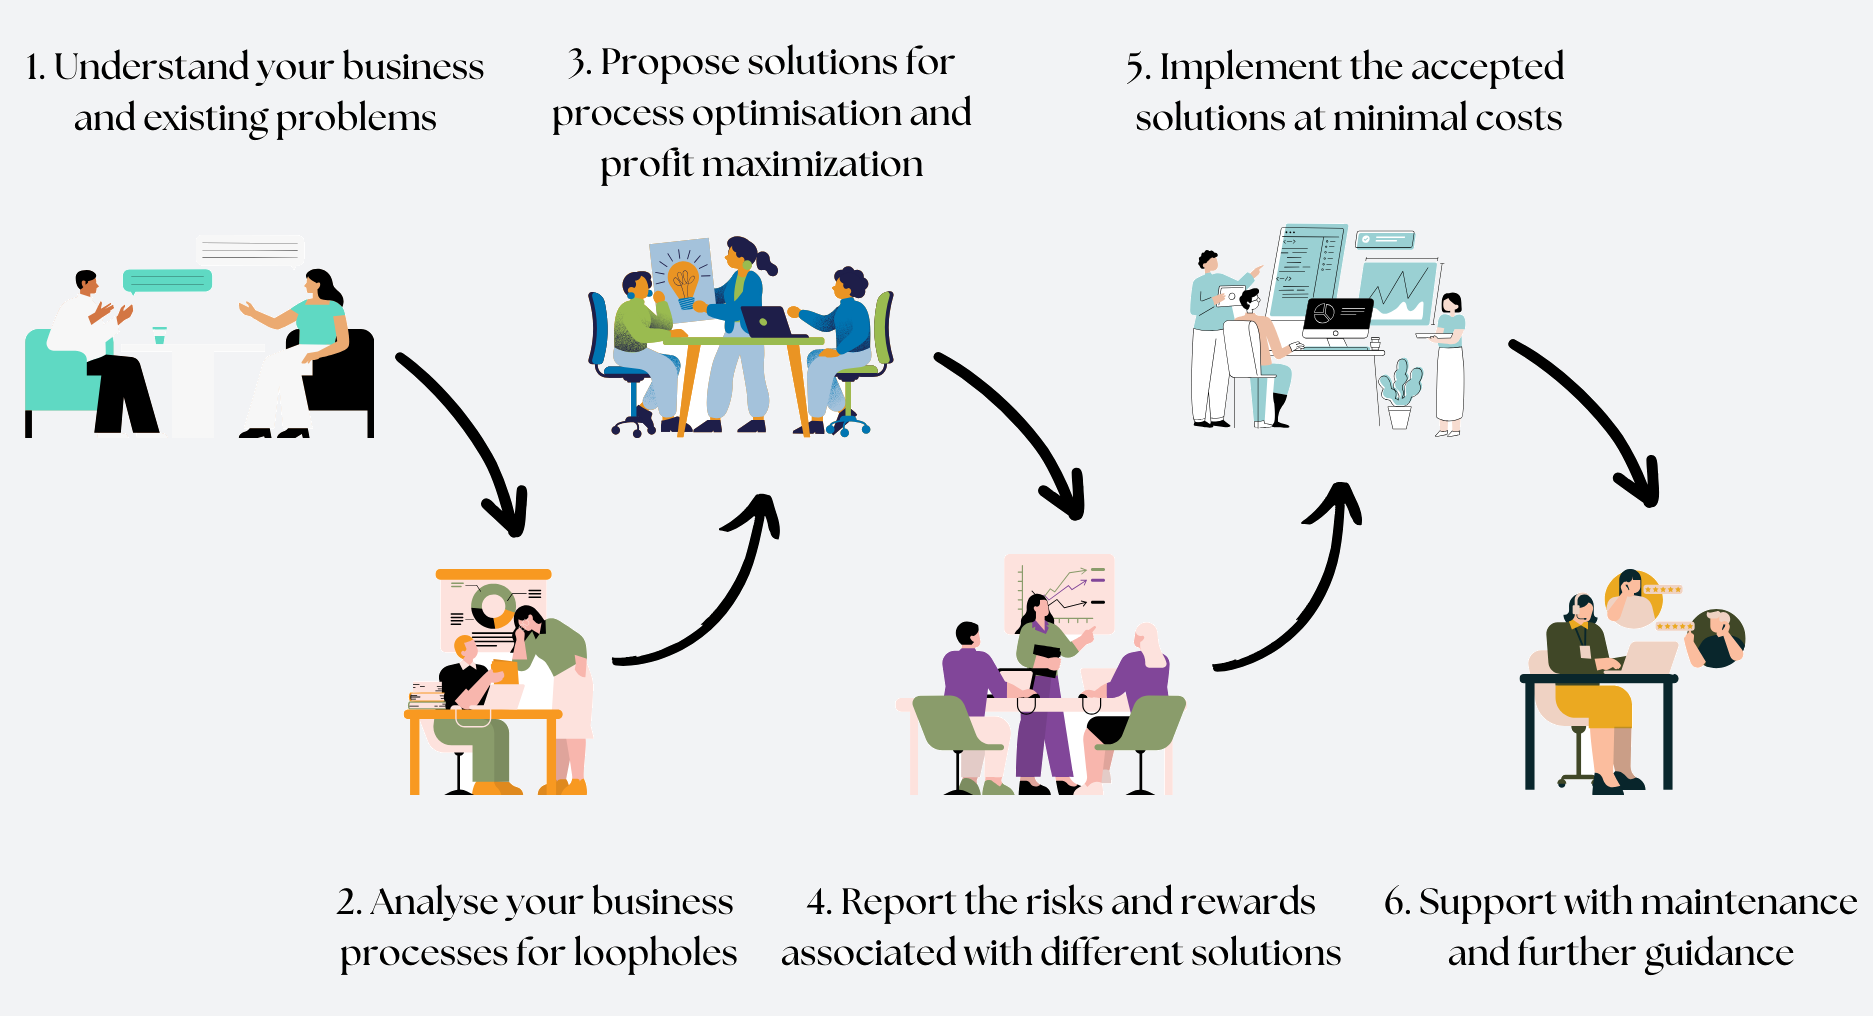 1. Understand your business
and existing problems
2. Analyse your business
processes for loopholes
3. Propose solutions for
process optimisation and
profit maximization
4. Report the risks and rewards
associated with different solutions
5. Implement the accepted
solutions at minimal costs
6. Support with maintenance
and further guidance